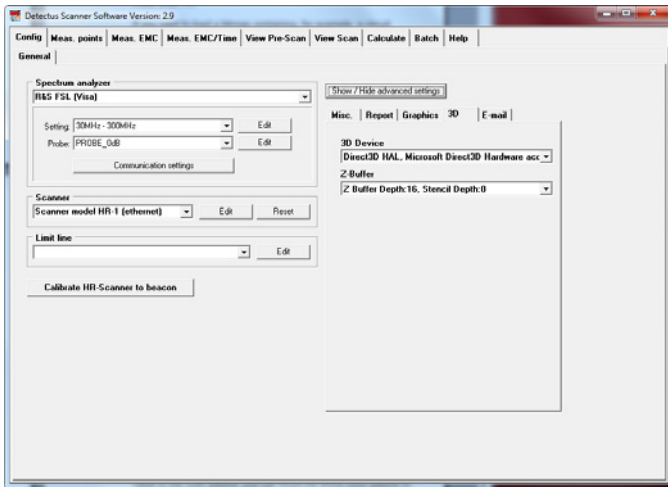 Detectus Scanner Software Version: 2.9
Config Meas. points Meas. EMC Meas. EMC/Time View Pre-Scan View Scan Calculate Batch Help
General
Spectrum analyzer
R&S FSL (Visa)
Setting: 30MHz - 300MHz Edit
Probe: PROBE_0dB Edit
Communication settings
Scanner
Scanner model HR-1 (ethernet) Edit Reset
Limit line
Edit
Calibrate HR-Scanner to beacon
Show / Hide advanced settings
Misc. Report Graphics 3D E-mail
3D Device
Direct3D HAL, Microsoft Direct3D Hardware acc
Z-Buffer
Z Buffer Depth:16, Stencil Depth:0